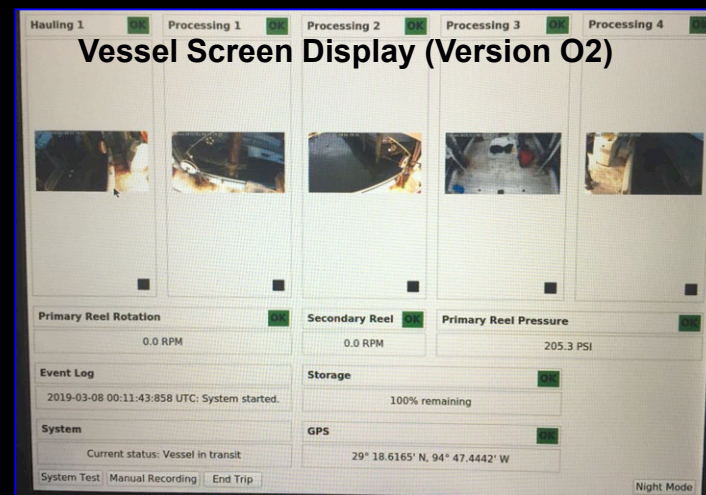 Hauling 1 OK Processing 1 OK Processing 2 OK Processing 3 OK Processing 4 OK
Vessel Screen Display (Version O2)
Primary Reel Rotation OK
0.0 RPM
Secondary Reel OK
0.0 RPM
Primary Reel Pressure OK
205.3 PSI
Event Log
2019-03-08 00:11:43:858 UTC: System started.
Storage OK
100% remaining
System
Current status: Vessel in transit
GPS OK
29° 18.6165' N, 94° 47.4442' W
System Test Manual Recording End Trip
Night Mode